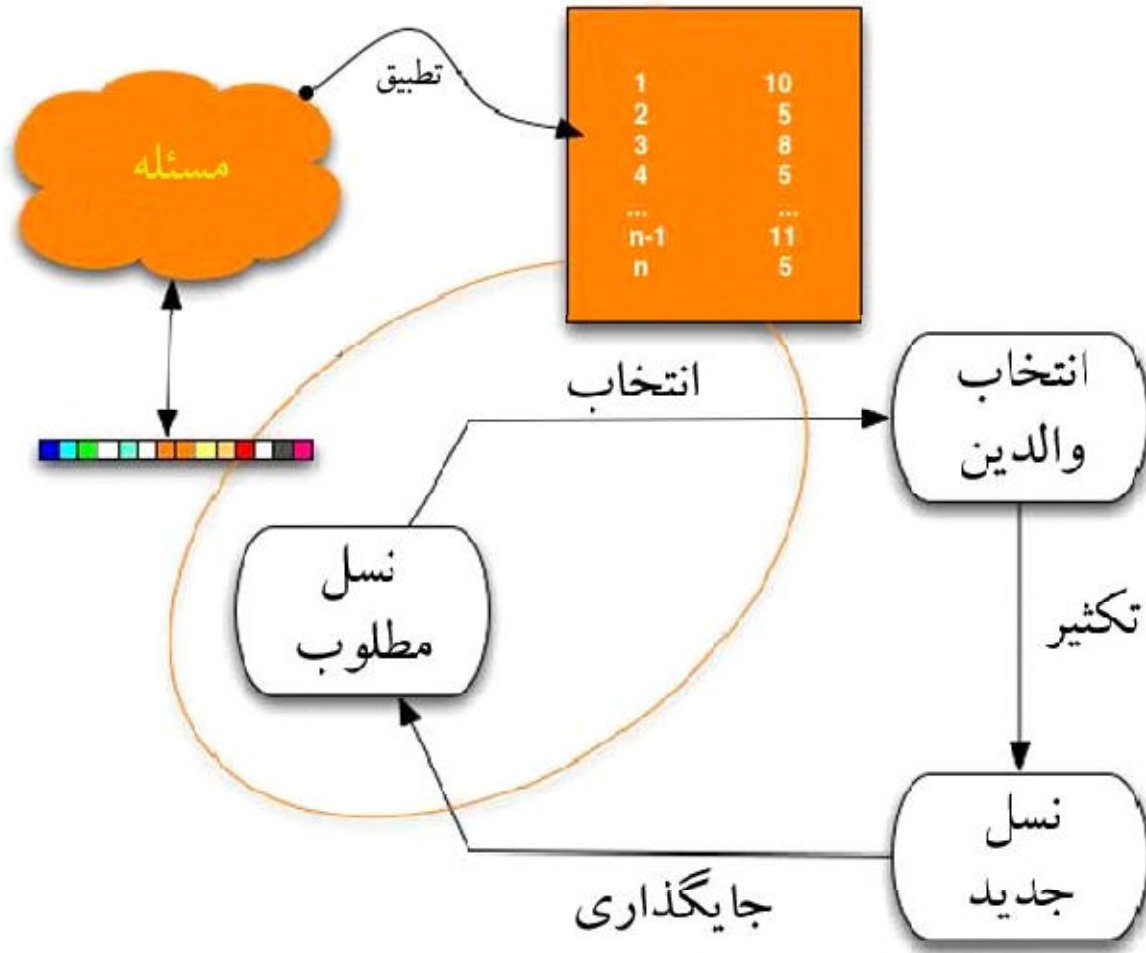 تطبیق
مسئله
1 10
2 5
3 8
4 5
... ...
n-1 11
n 5
انتخاب
انتخاب
والدین
نسل
مطلوب
تکثیر
نسل
جدید
جایگذاری